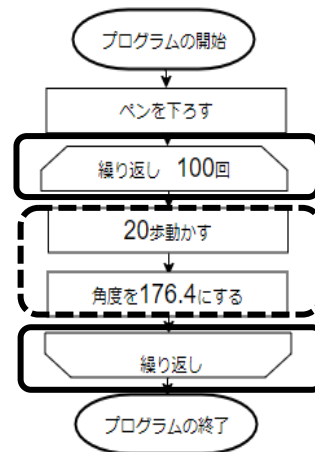 プログラムの開始
ペンを下ろす
繰り返し 100回
20歩動かす
角度を176.4にする
繰り返し
プログラムの終了